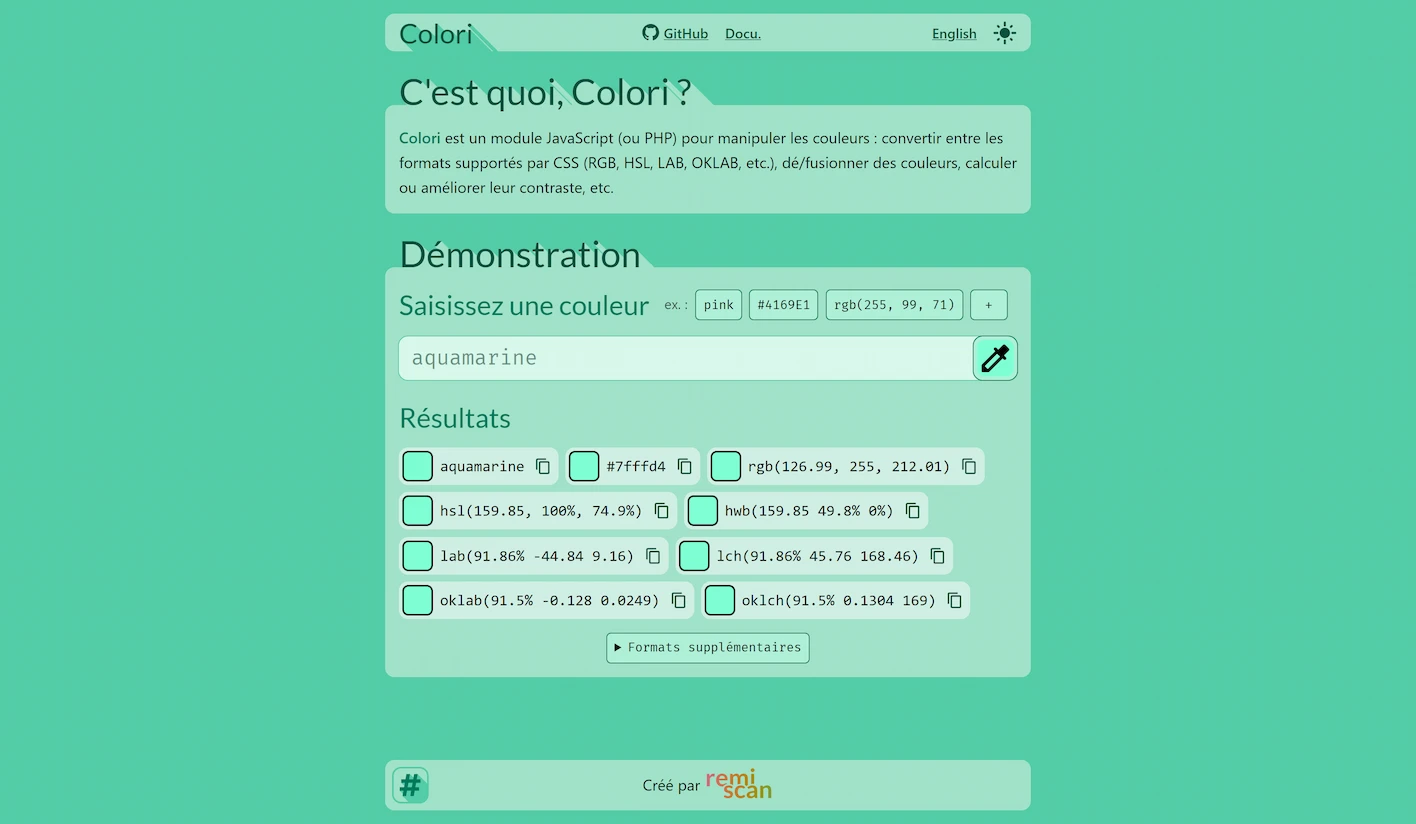 Colori GitHub Docu. English
C'est quoi, Colori ?
Colori est un module JavaScript (ou PHP) pour manipuler les couleurs : convertir entre les
formats supportés par CSS (RGB, HSL, LAB, OKLAB, etc.), dé/fusionner des couleurs, calculer
ou améliorer leur contraste, etc.
Démonstration
Saisissez une couleur ex. : pink #4169E1 rgb(255, 99, 71) +
aquamarine
Résultats
aquamarine #7fffd4 rgb(126.99, 255, 212.01)
hsl(159.85, 100%, 74.9%) hwb(159.85 49.8% 0%)
lab(91.86% -44.84 9.16) lch(91.86% 45.76 168.46)
oklab(91.5% -0.128 0.0249) oklch(91.5% 0.1304 169)
Formats supplémentaires
# Créé par remi
scan